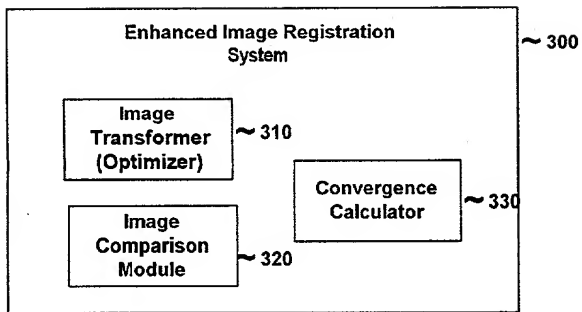 Enhanced Image Registration
System
~ 300
Image
Transformer
(Optimizer)
~ 310
Convergence
Calculator
~ 330
Image
Comparison
Module
~ 320